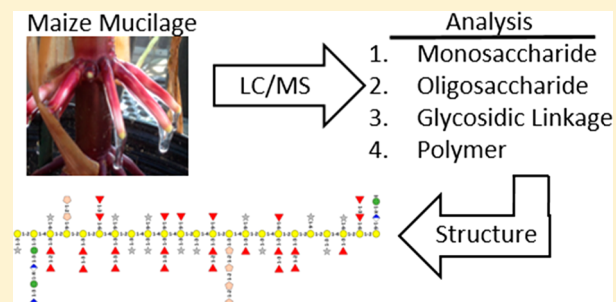 Maize Mucilage
LC/MS
Analysis
1. Monosaccharide
2. Oligosaccharide
3. Glycosidic Linkage
4. Polymer
Structure